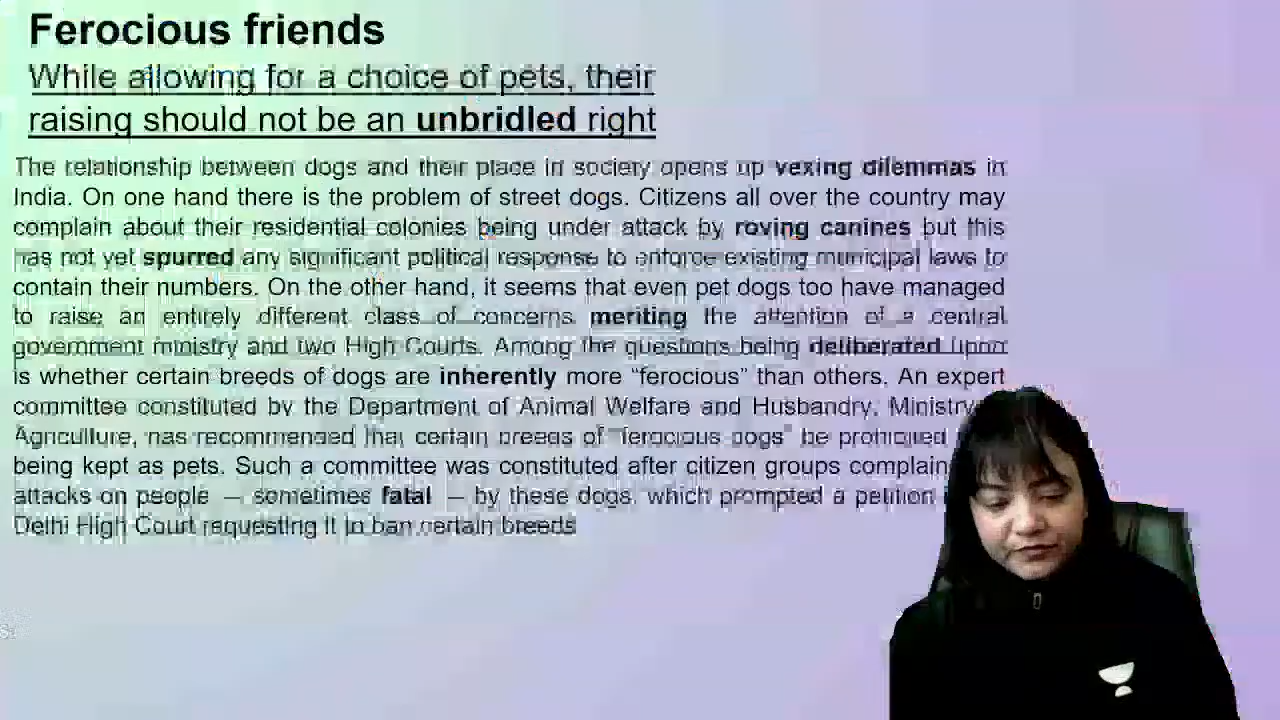 Ferocious friends
While allowing for a choice of pets, their
raising should not be an unbridled right
The relationship between dogs and their place in society opens up vexing dilemmas in
India. On one hand there is the problem of street dogs. Citizens all over the country may
complain about their residential colonies being under attack by roving canines but this
has not yet spurred any significant political response to enforce existing municipal laws to
contain their numbers. On the other hand, it seems that even pet dogs too have managed
to raise an entirely different class of concerns meriting the attention of a central
government ministry and two High Courts. Among the questions being deliberated upon
is whether certain breeds of dogs are inherently more “ferocious” than others. An expert
committee constituted by the Department of Animal Welfare and Husbandry, Ministry
Agriculture, has recommended that certain breeds of “ferocious dogs” be prohibited
being kept as pets. Such a committee was constituted after citizen groups complain
attacks on people — sometimes fatal — by these dogs, which prompted a petition
Delhi High Court requesting it to ban certain breeds